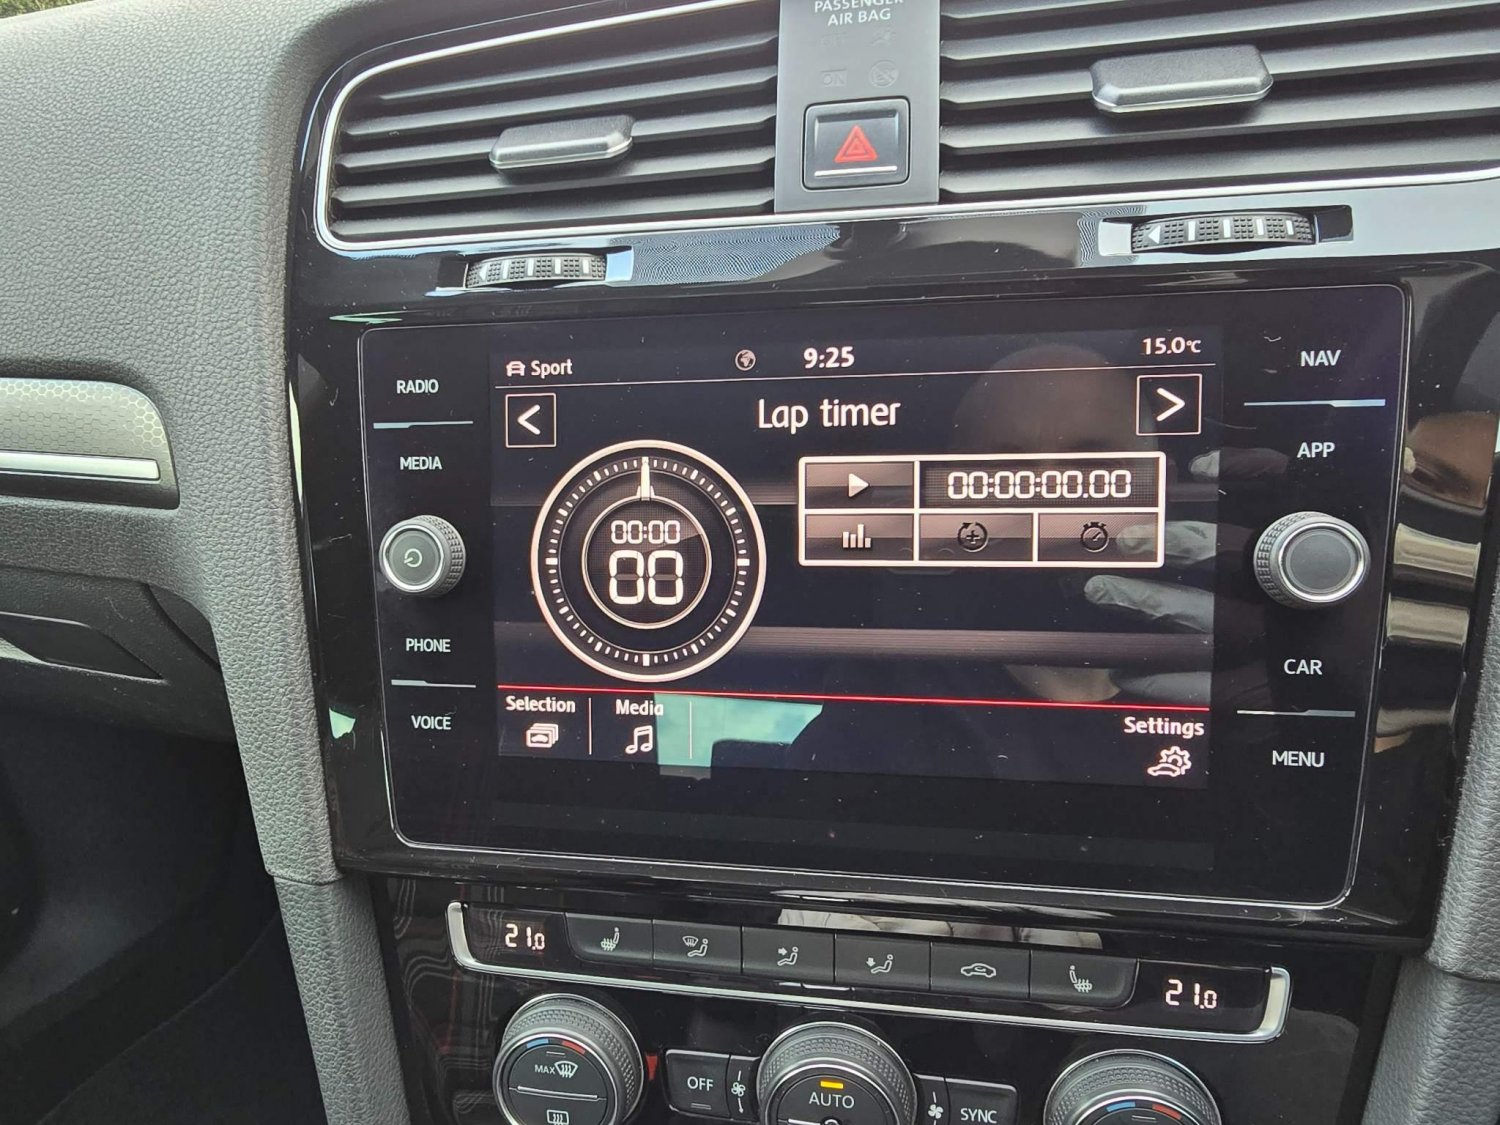 PASSENGER
AIR BAG
ON
Sport
9:25
15.0°C
RADIO
NAV
<
Lap timer
>
MEDIA
APP
00:00:00.00
00:00
00
PHONE
CAR
VOICE
Selection
Media
Settings
MENU
21.0
21.0
MAX
OFF
AUTO
SYNC